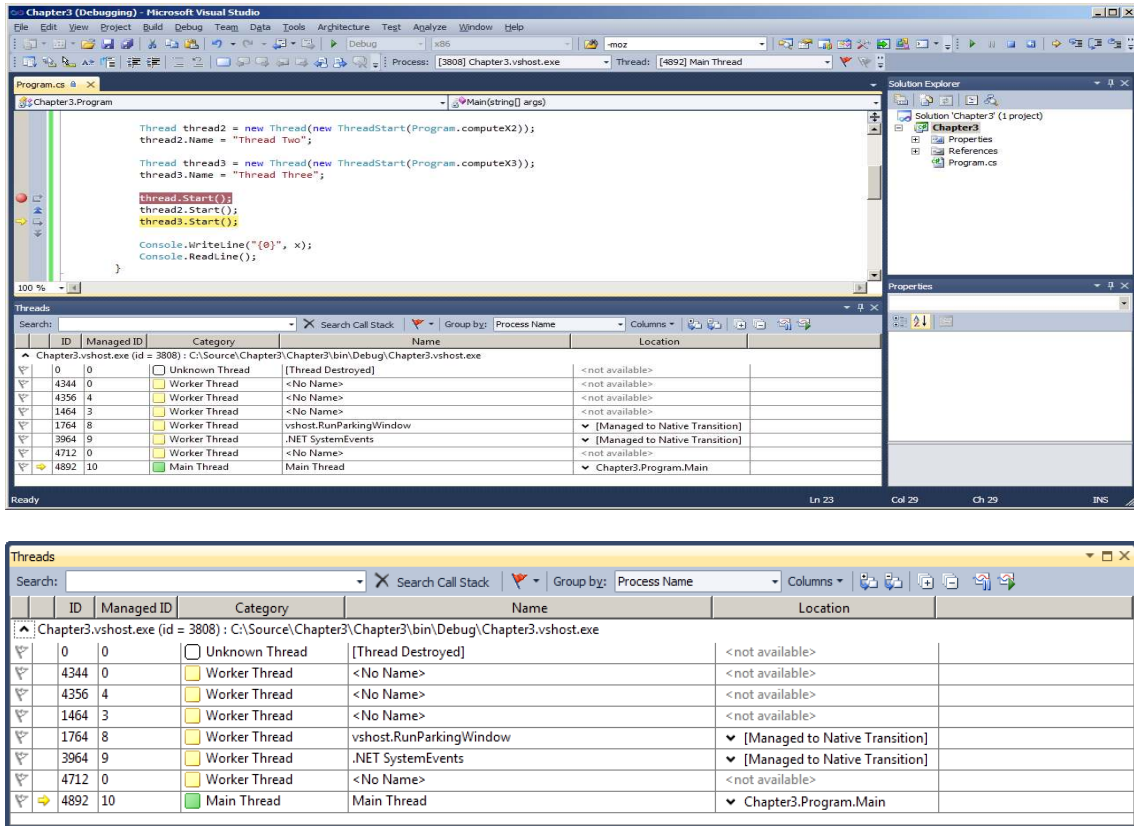 Chapter3 (Debugging) - Microsoft Visual Studio
File Edit View Project Build Debug Team Data Tools Architecture Test Analyze Window Help
Debug x86 -moz
Process: [3808] Chapter3.vshost.exe Thread: [4892] Main Thread
Program.cs
Chapter3.Program Main(string[] args)
Thread thread2 = new Thread(new ThreadStart(Program.computeX2));
thread2.Name = "Thread Two";
Thread thread3 = new Thread(new ThreadStart(Program.computeX3));
thread3.Name = "Thread Three";
thread.Start();
thread2.Start();
thread3.Start();
Console.WriteLine("{0}", x);
Console.ReadLine();
}
100 %
Solution Explorer
Solution 'Chapter3' (1 project)
Chapter3
Properties
References
Program.cs
Properties
Threads
Search: Search Call Stack Group by: Process Name Columns
ID Managed ID Category Name Location
Chapter3.vshost.exe (id = 3808) : C:\Source\Chapter3\Chapter3\bin\Debug\Chapter3.vshost.exe
0 0 Unknown Thread [Thread Destroyed] <not available>
4344 0 Worker Thread <No Name> <not available>
4356 4 Worker Thread <No Name> <not available>
1464 3 Worker Thread <No Name> <not available>
1764 8 Worker Thread vshost.RunParkingWindow [Managed to Native Transition]
3964 9 Worker Thread .NET SystemEvents [Managed to Native Transition]
4712 0 Worker Thread <No Name> <not available>
4892 10 Main Thread Main Thread Chapter3.Program.Main
Ready Ln 23 Col 29 Ch 29 INS
Threads
Search: Search Call Stack Group by: Process Name Columns
ID Managed ID Category Name Location
Chapter3.vshost.exe (id = 3808) : C:\Source\Chapter3\Chapter3\bin\Debug\Chapter3.vshost.exe
0 0 Unknown Thread [Thread Destroyed] <not available>
4344 0 Worker Thread <No Name> <not available>
4356 4 Worker Thread <No Name> <not available>
1464 3 Worker Thread <No Name> <not available>
1764 8 Worker Thread vshost.RunParkingWindow [Managed to Native Transition]
3964 9 Worker Thread .NET SystemEvents [Managed to Native Transition]
4712 0 Worker Thread <No Name> <not available>
4892 10 Main Thread Main Thread Chapter3.Program.Main